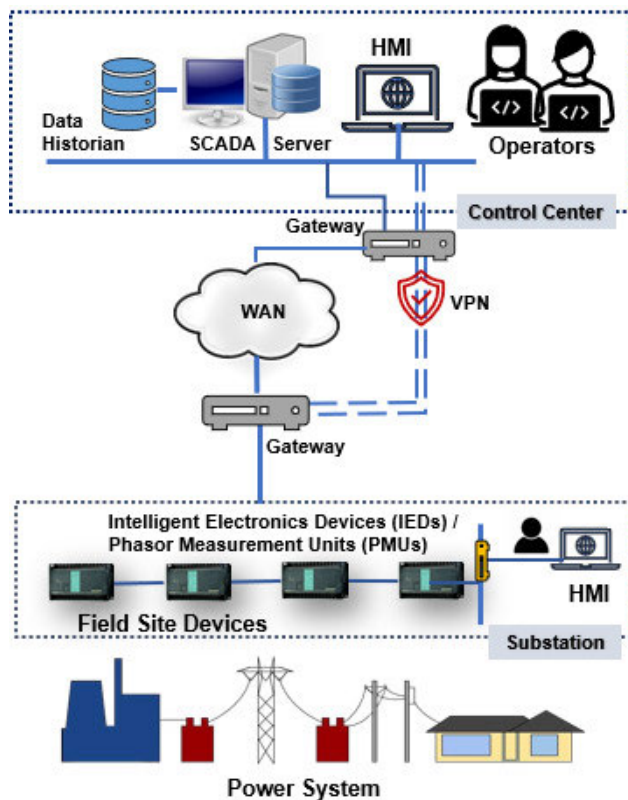 HMI
Data
Historian
SCADA Server
Operators
Control Center
Gateway
WAN
VPN
Gateway
Intelligent Electronics Devices (IEDs) /
Phasor Measurement Units (PMUs)
HMI
Field Site Devices
Substation
Power System